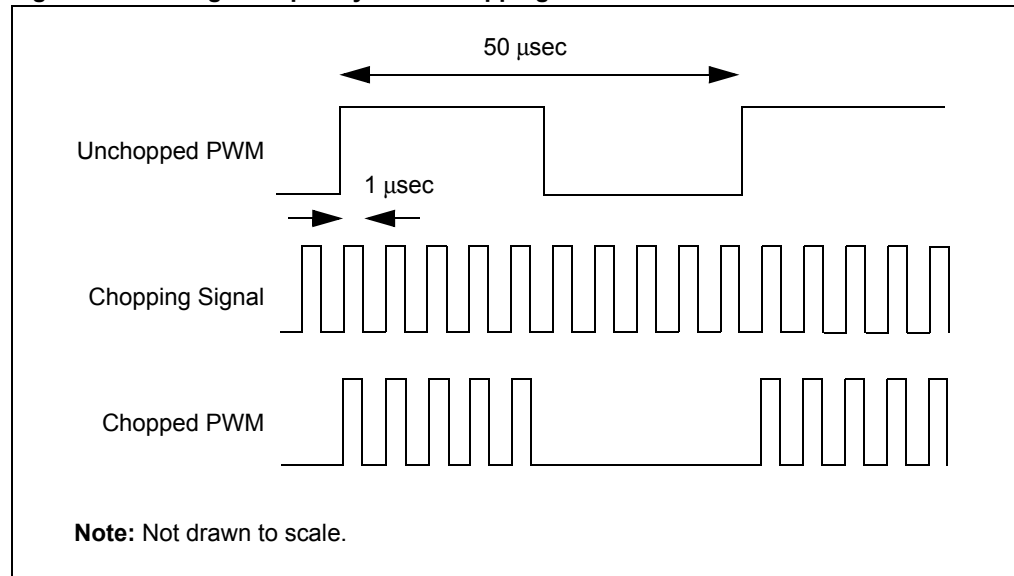 50 μsec
Unchopped PWM
1 μsec
Chopping Signal
Chopped PWM
Note: Not drawn to scale.